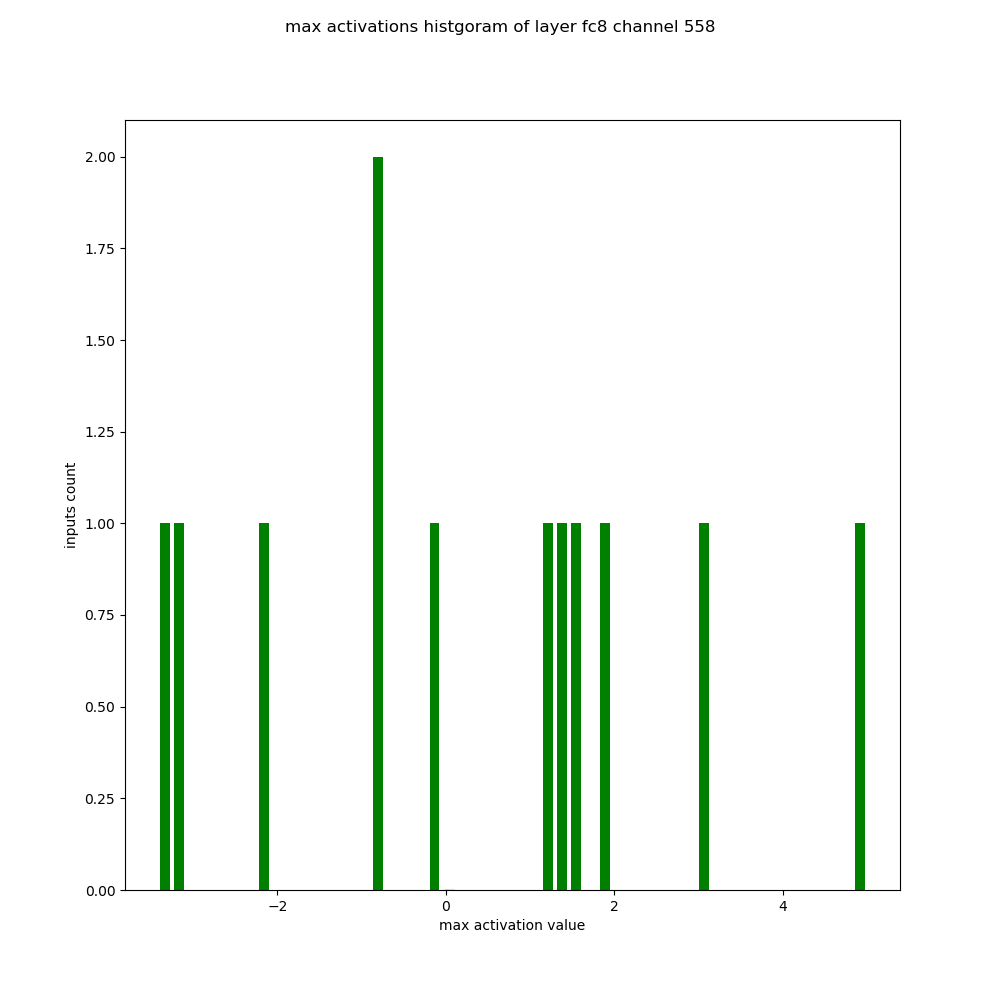 max activations histgoram of layer fc8 channel 558
2.00
1.75
1.50
1.25
1.00
0.75
0.50
0.25
0.00
inputs count
−2 0 2 4
max activation value